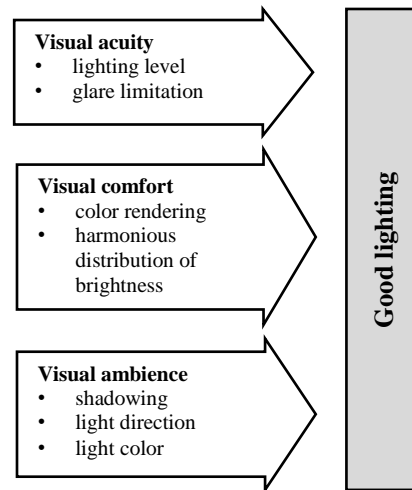 Visual acuity
• lighting level
• glare limitation
Visual comfort
• color rendering
• harmonious
distribution of
brightness
Visual ambience
• shadowing
• light direction
• light color
Good lighting